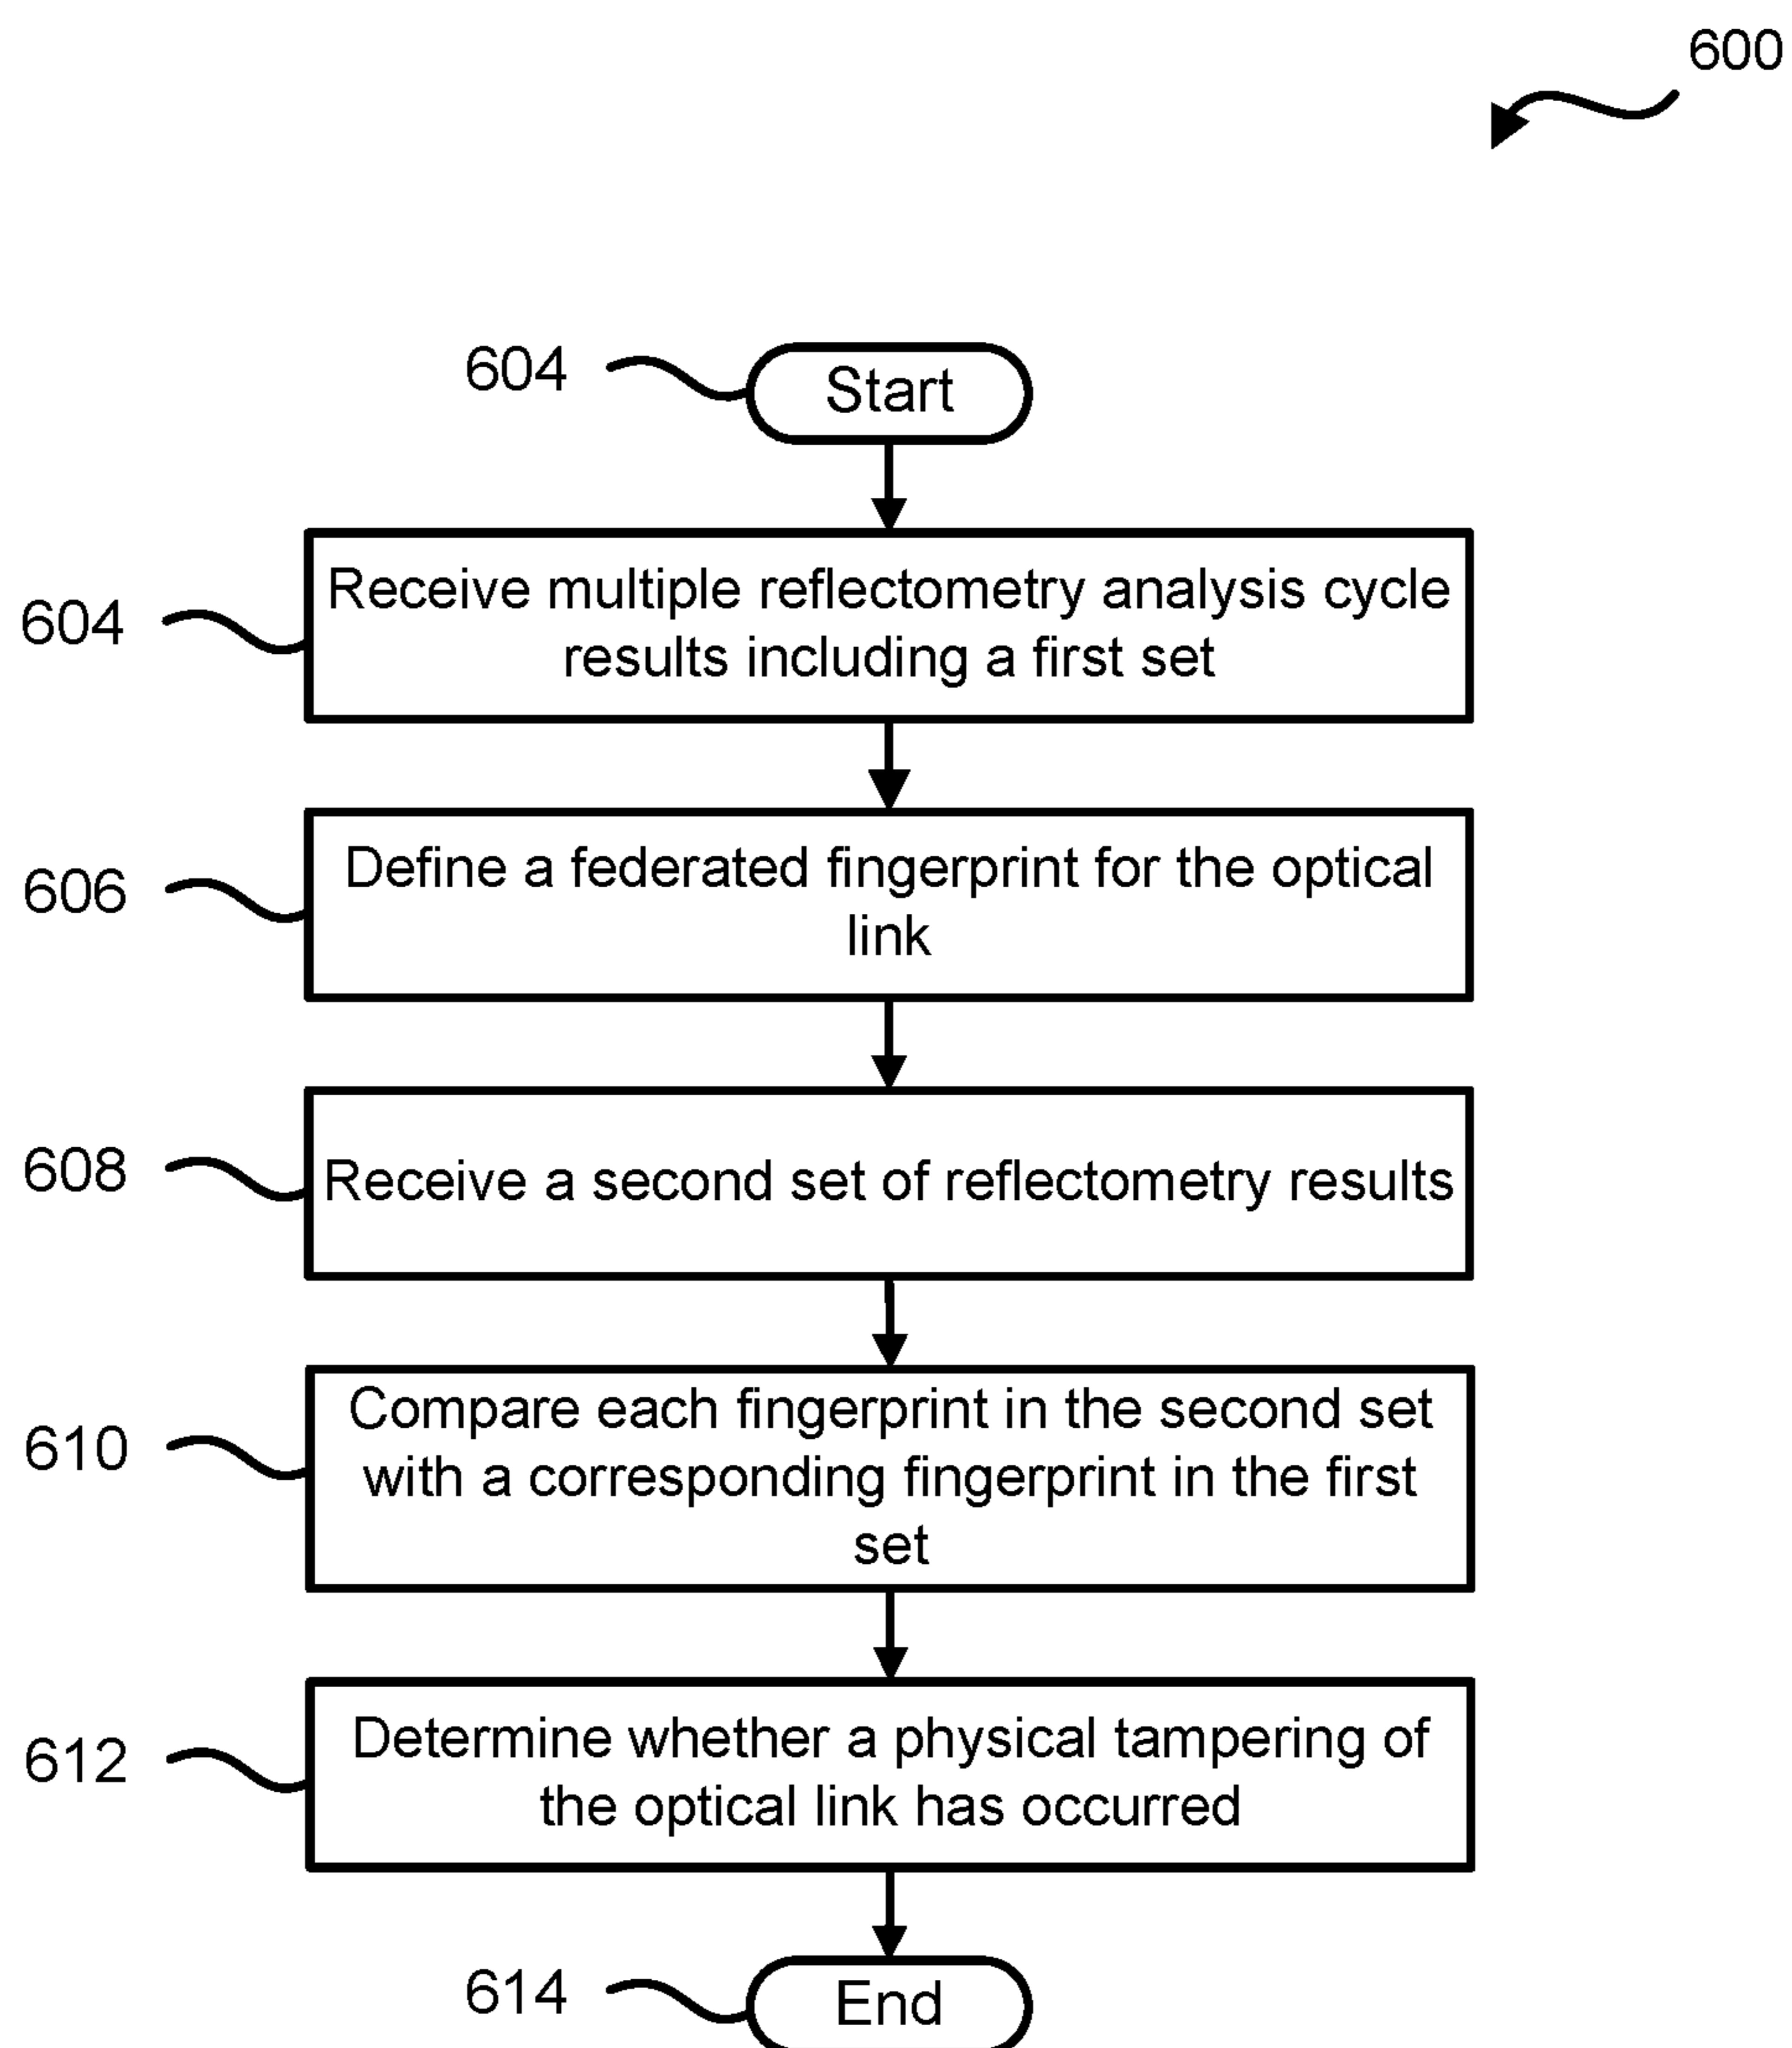 600
604
Start
604
Receive multiple reflectometry analysis cycle
results including a first set
606
Define a federated fingerprint for the optical
link
608
Receive a second set of reflectometry results
610
Compare each fingerprint in the second set
with a corresponding fingerprint in the first
set
612
Determine whether a physical tampering of
the optical link has occurred
614
End